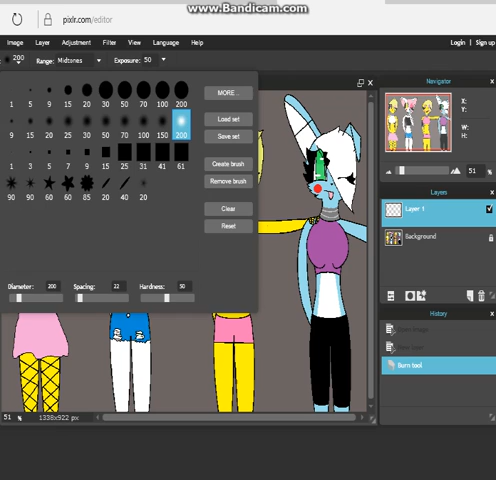 www.Bandicam.com
pixlr.com/editor
Image Layer Adjustment Filter View Language Help Login | Sign up
200 Range: Midtones Exposure: 50
1 5 9 15 20 30 50 70 100 200
9 15 20 25 30 50 70 100 150 200
1 3 5 7 9 15 25 31 41 61
90 90 60 60 85 20 40 20
MORE...
Load set
Save set
Create brush
Remove brush
Clear
Reset
Diameter: 200 Spacing: 22 Hardness: 50
Navigator
X:
Y:
W:
H:
51 %
Layers
Layer 1
Background
History
Open image
New layer
Burn tool
51 % 1338x922 px